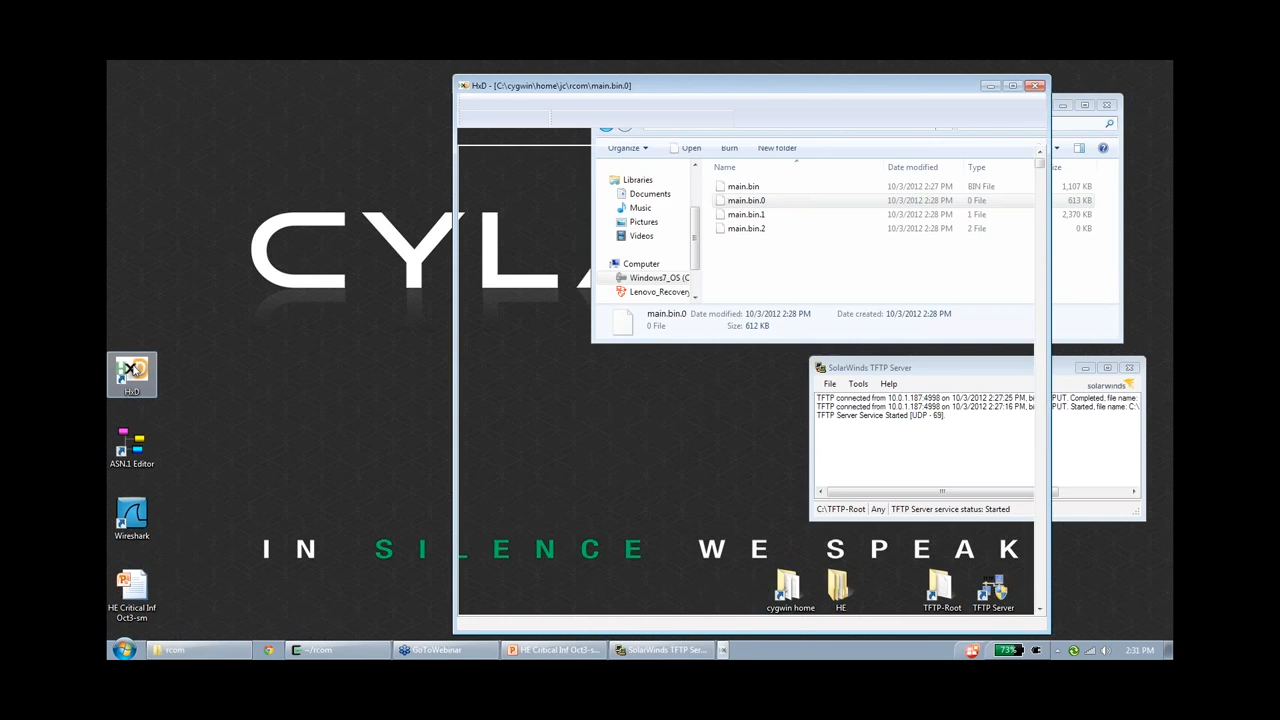 HxD - [C:\cygwin\home\jc\rcom\main.bin.0]
Organize
Open
Burn
New folder
Name
Date modified
Type
Libraries
Documents
Music
Pictures
Videos
Computer
Windows7_OS (C
Lenovo_Recovery
main.bin 10/3/2012 2:27 PM BIN File 1,107 KB
main.bin.0 10/3/2012 2:28 PM 0 File 613 KB
main.bin.1 10/3/2012 2:28 PM 1 File 2,370 KB
main.bin.2 10/3/2012 2:28 PM 2 File 0 KB
main.bin.0 Date modified: 10/3/2012 2:28 PM Date created: 10/3/2012 2:28 PM
0 File Size: 612 KB
CYL
SolarWinds TFTP Server
File Tools Help
solarwinds
TFTP connected from 10.0.1.187:4998 on 10/3/2012 2:27:25 PM, bi PUT. Completed, file name:
TFTP connected from 10.0.1.187:4998 on 10/3/2012 2:27:16 PM, bi PUT. Started, file name: C:\
TFTP Server Service Started [UDP - 69].
C:\TFTP-Root Any TFTP Server service status: Started
HxD
ASN.1 Editor
Wireshark
HE Critical Inf
Oct3-sm
IN SILENCE WE SPEAK
cygwin home
HE
TFTP-Root
TFTP Server
rcom
~/rcom
GoToWebinar
HE Critical Inf Oct3-s...
SolarWinds TFTP Ser...
73%
2:31 PM